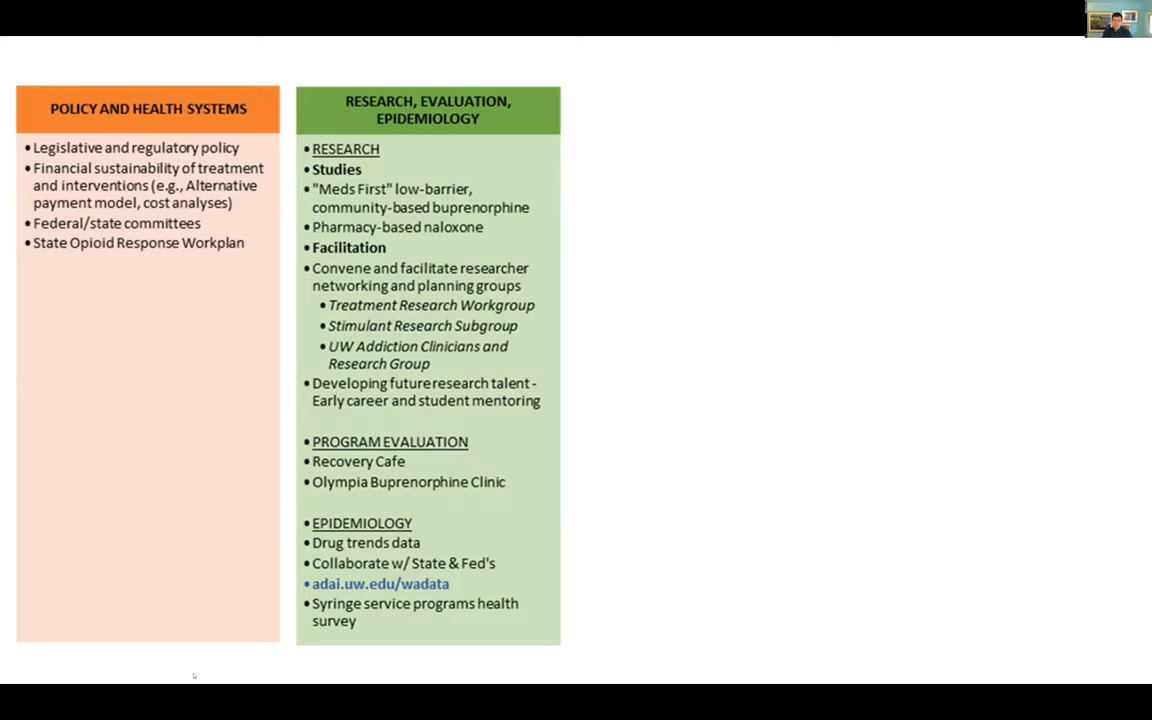 POLICY AND HEALTH SYSTEMS
• Legislative and regulatory policy
• Financial sustainability of treatment
and interventions (e.g., Alternative
payment model, cost analyses)
• Federal/state committees
• State Opioid Response Workplan
RESEARCH, EVALUATION,
EPIDEMIOLOGY
• RESEARCH
• Studies
• "Meds First" low-barrier,
community-based buprenorphine
• Pharmacy-based naloxone
• Facilitation
• Convene and facilitate researcher
networking and planning groups
• Treatment Research Workgroup
• Stimulant Research Subgroup
• UW Addiction Clinicians and
Research Group
• Developing future research talent -
Early career and student mentoring
• PROGRAM EVALUATION
• Recovery Cafe
• Olympia Buprenorphine Clinic
• EPIDEMIOLOGY
• Drug trends data
• Collaborate w/ State & Fed's
• adai.uw.edu/wadata
• Syringe service programs health
survey